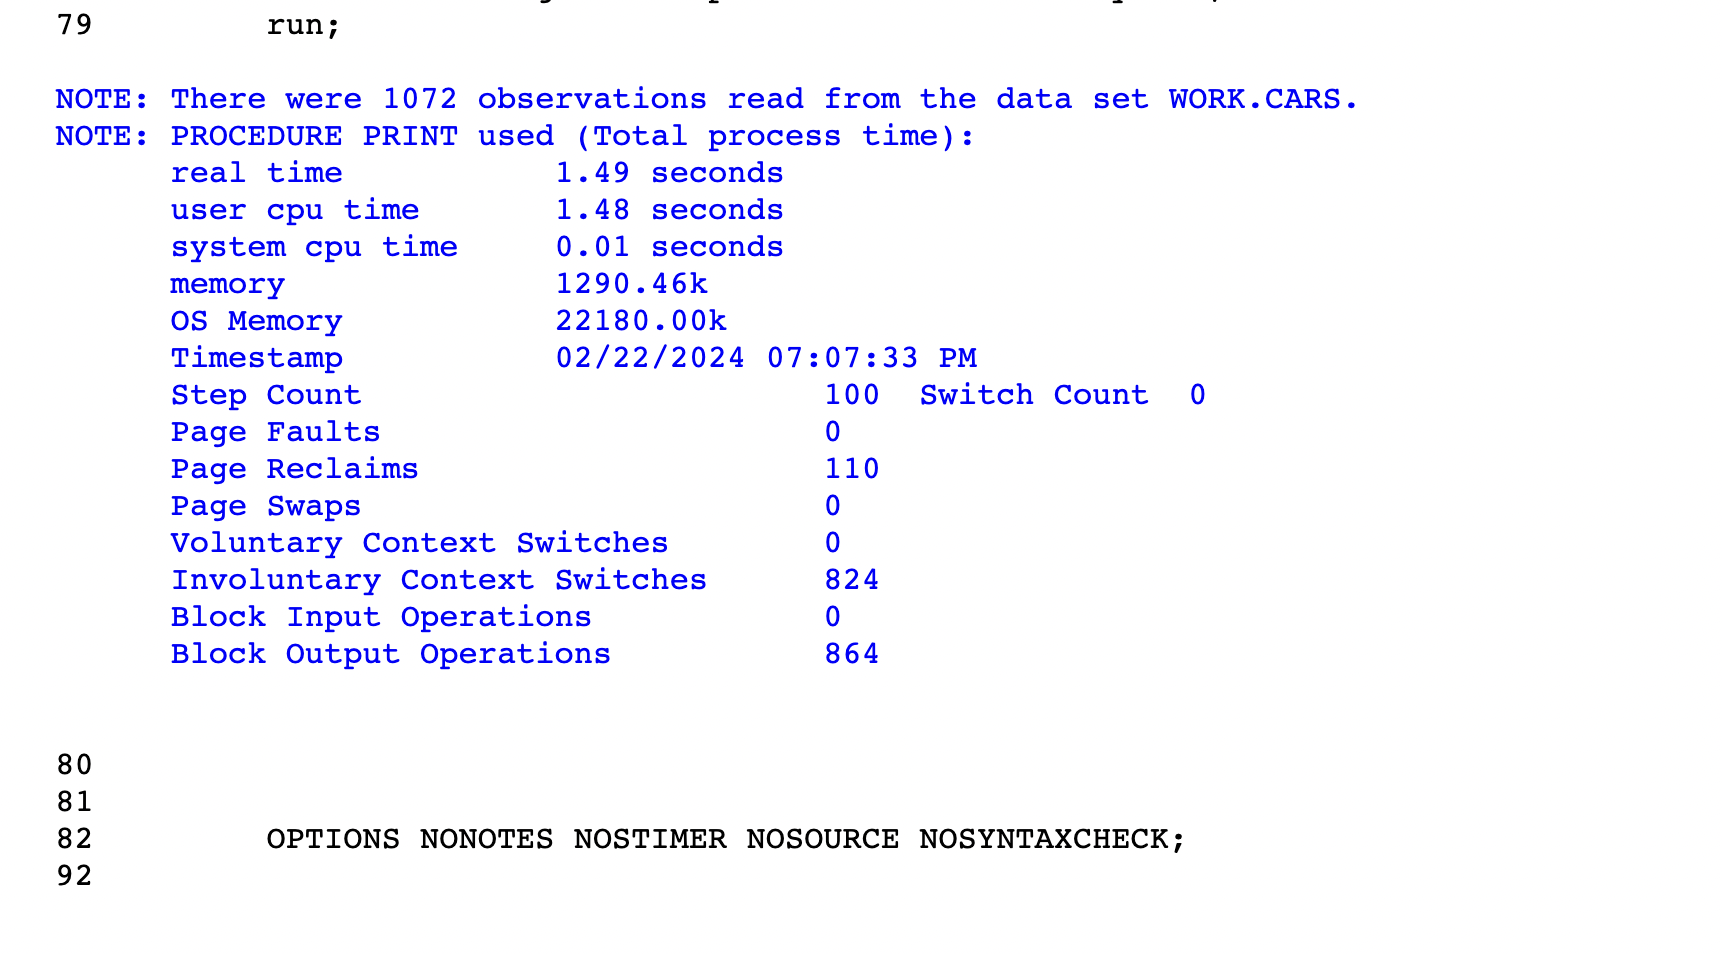 79 run;
NOTE: There were 1072 observations read from the data set WORK.CARS.
NOTE: PROCEDURE PRINT used (Total process time):
real time 1.49 seconds
user cpu time 1.48 seconds
system cpu time 0.01 seconds
memory 1290.46k
OS Memory 22180.00k
Timestamp 02/22/2024 07:07:33 PM
Step Count 100 Switch Count 0
Page Faults 0
Page Reclaims 110
Page Swaps 0
Voluntary Context Switches 0
Involuntary Context Switches 824
Block Input Operations 0
Block Output Operations 864
80
81
82 OPTIONS NONOTES NOSTIMER NOSOURCE NOSYNTAXCHECK;
92